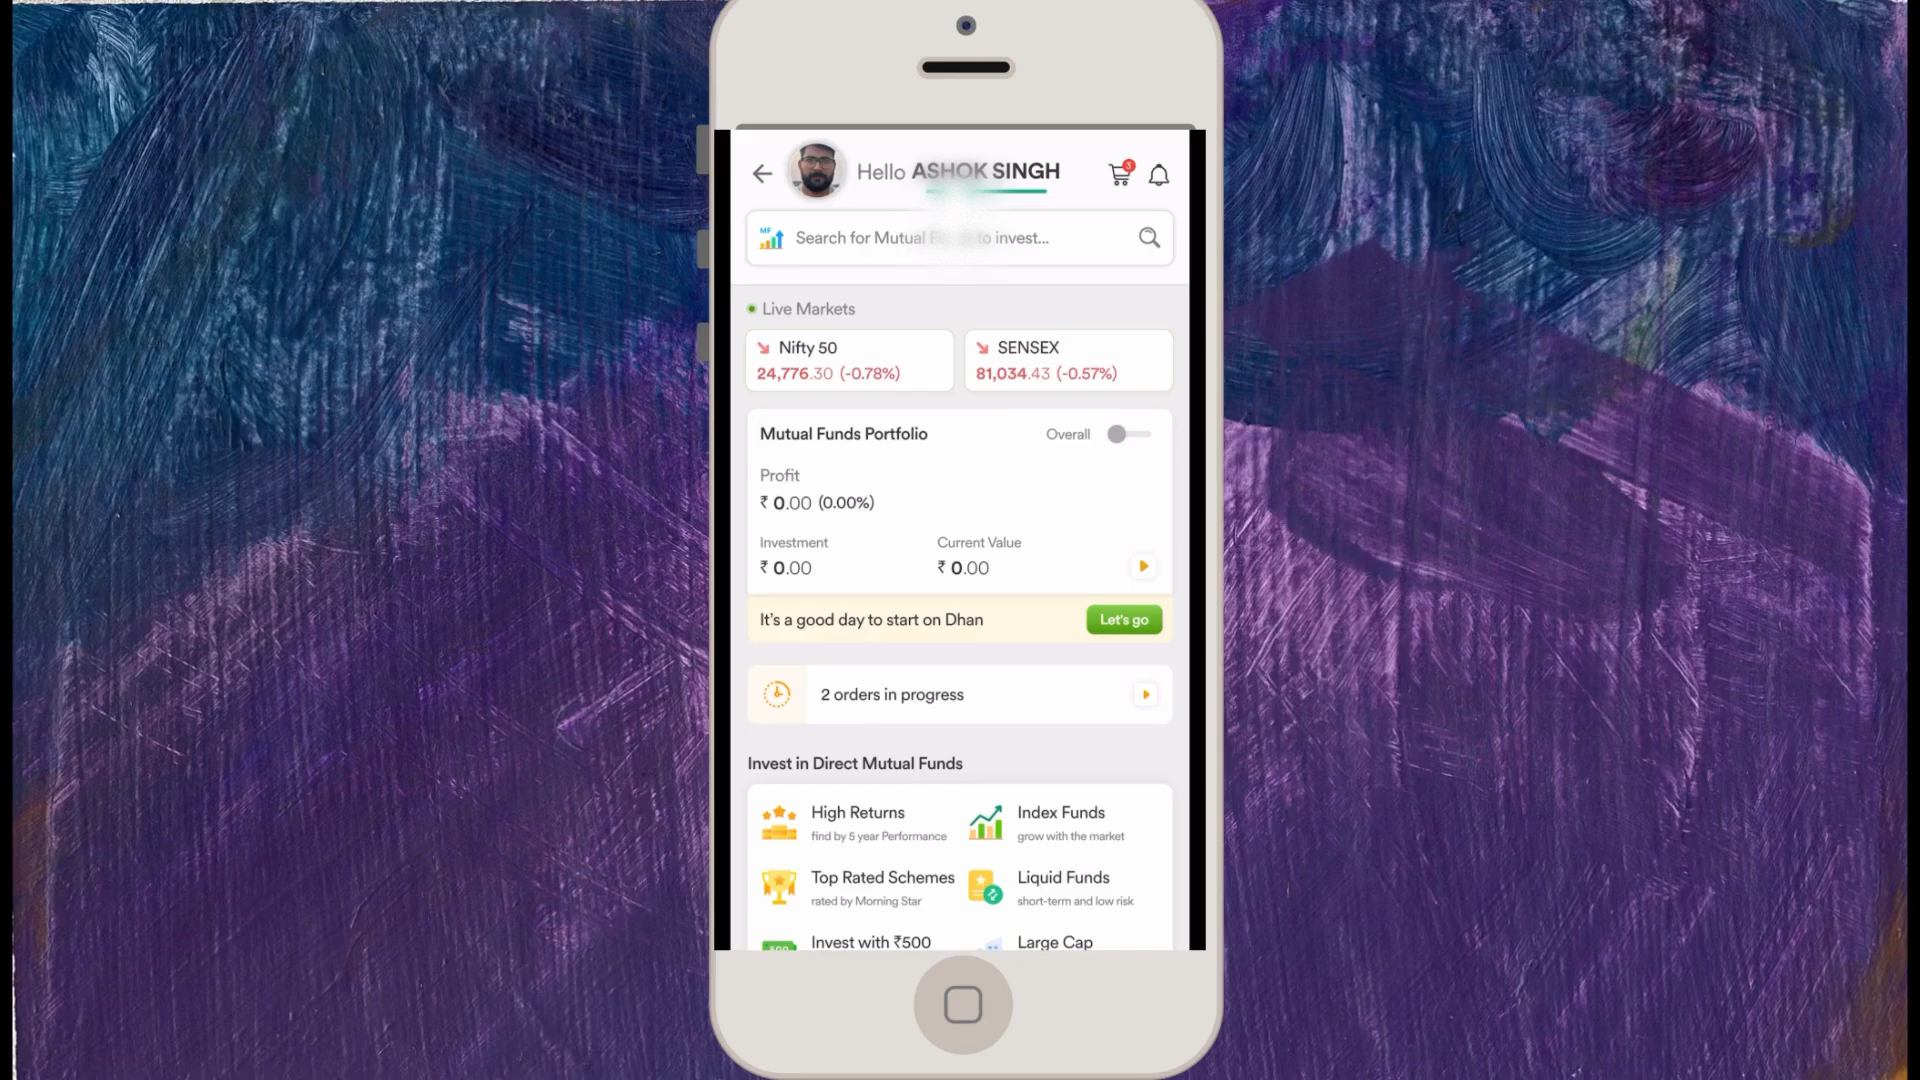 Hello ASHOK SINGH
3
MF
Search for Mutual to invest...
Live Markets
Nifty 50
24,776.30 (-0.78%)
SENSEX
81,034.43 (-0.57%)
Mutual Funds Portfolio
Overall
Profit
₹ 0.00 (0.00%)
Investment
₹ 0.00
Current Value
₹ 0.00
It's a good day to start on Dhan
Let's go
2 orders in progress
Invest in Direct Mutual Funds
High Returns
find by 5 year Performance
Index Funds
grow with the market
Top Rated Schemes
rated by Morning Star
Liquid Funds
short-term and low risk
Invest with ₹500
Large Cap